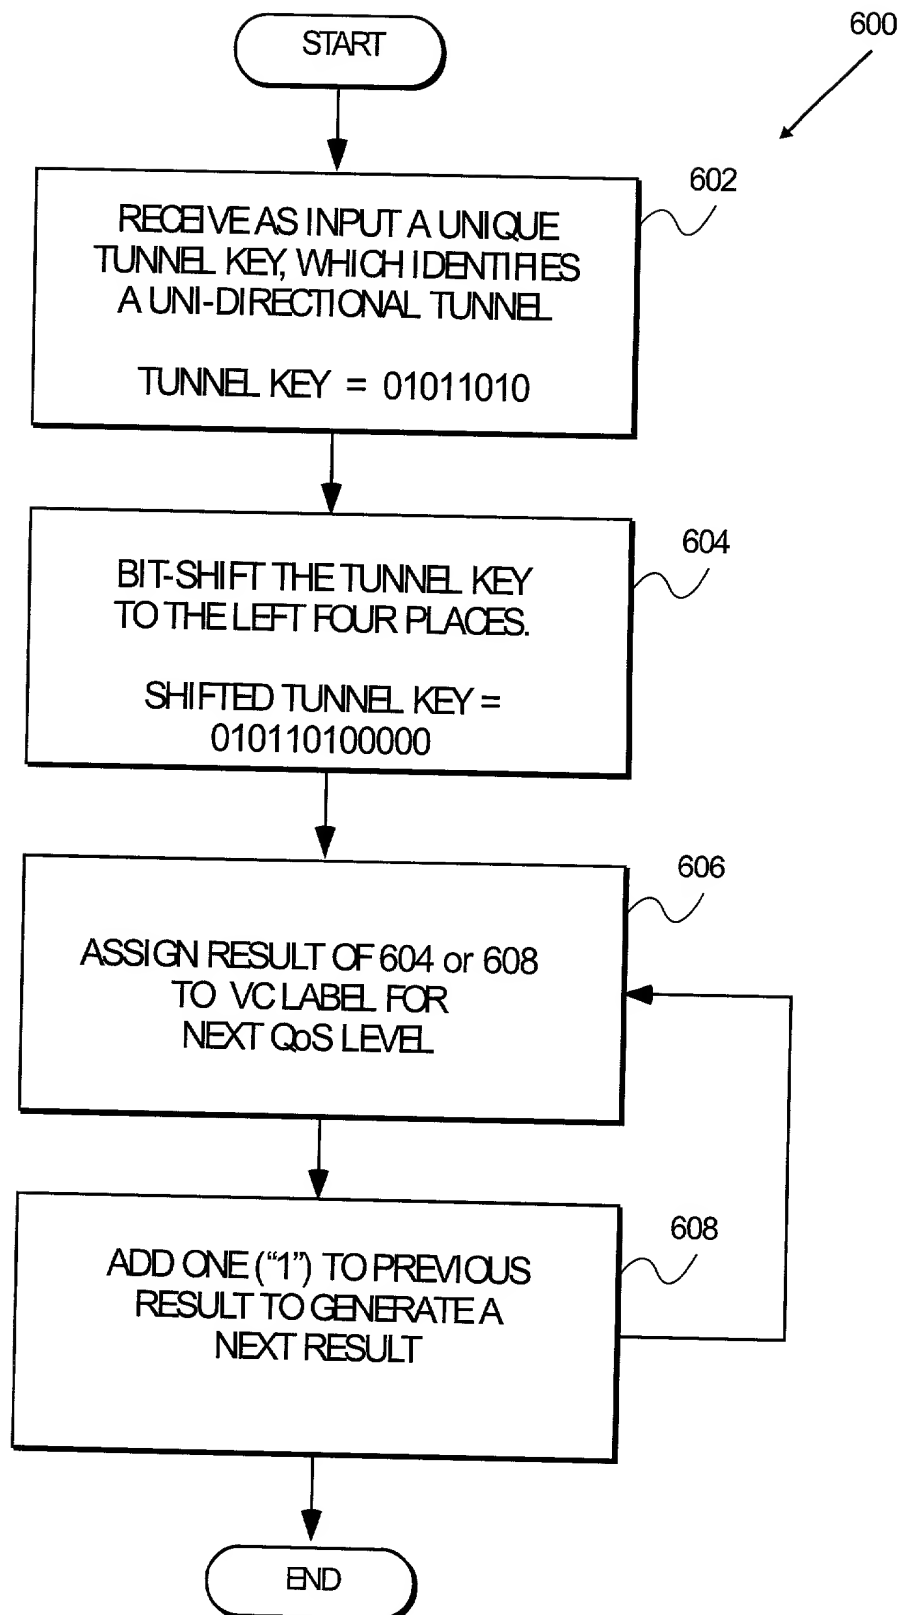 START
600
602
RECEIVE AS INPUT A UNIQUE
TUNNEL KEY, WHICH IDENTIFIES
A UNI-DIRECTIONAL TUNNEL
TUNNEL KEY = 01011010
604
BIT-SHIFT THE TUNNEL KEY
TO THE LEFT FOUR PLACES.
SHIFTED TUNNEL KEY =
010110100000
606
ASSIGN RESULT OF 604 or 608
TO VC LABEL FOR
NEXT QoS LEVEL
608
ADD ONE (“1”) TO PREVIOUS
RESULT TO GENERATE A
NEXT RESULT
END